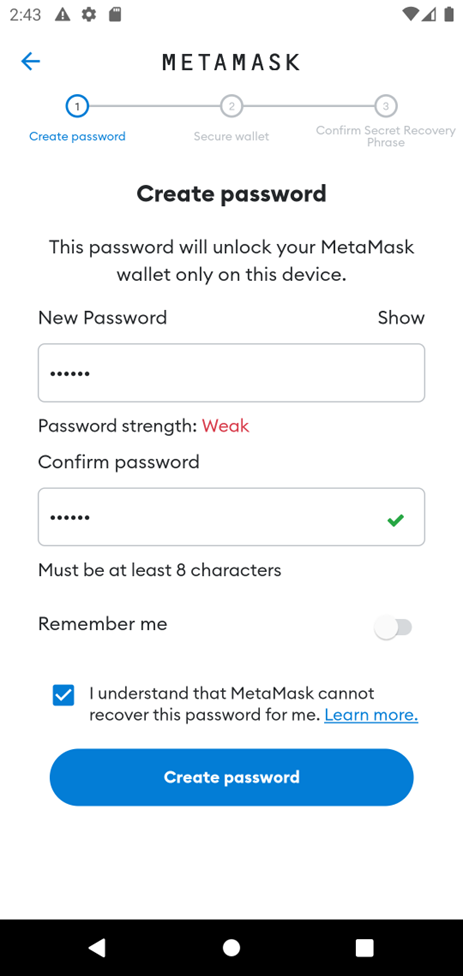 2:43
METAMASK
1
2
3
Create password
Secure wallet
Confirm Secret Recovery
Phrase
Create password
This password will unlock your MetaMask
wallet only on this device.
New Password
Show
••••••
Password strength: Weak
Confirm password
••••••
Must be at least 8 characters
Remember me
I understand that MetaMask cannot
recover this password for me. Learn more.
Create password